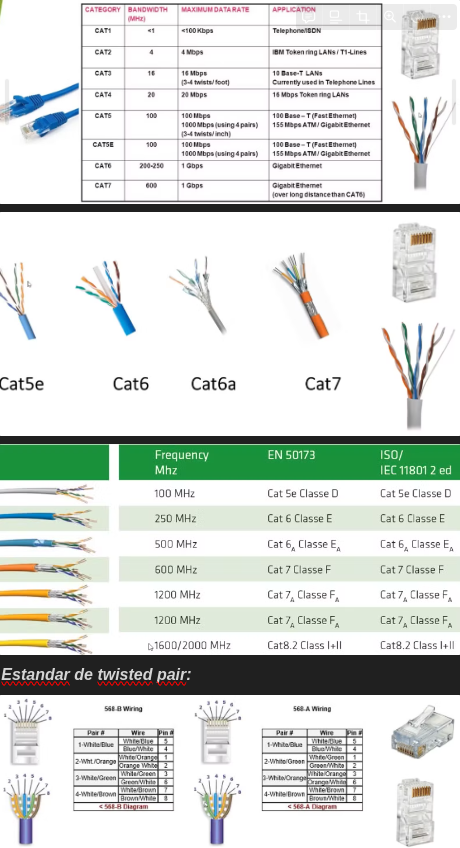 CATEGORY BANDWIDTH (MHz) MAXIMUM DATA RATE APPLICATION
CAT1 <1 <100 Kbps Telephone/ISDN
CAT2 4 4 Mbps IBM Token ring LANs / T1-Lines
CAT3 16 16 Mbps 10 Base-T LANs
(3-4 twists/ foot) Currently used in Telephone Lines
CAT4 20 20 Mbps 16 Mbps Token ring LANs
CAT5 100 100 Mbps 100 Base – T (Fast Ethernet)
1000 Mbps (using 4 pairs) 155 Mbps ATM / Gigabit Ethernet
(3-4 twists/ inch)
CAT5E 100 100 Mbps 100 Base – T (Fast Ethernet)
1000 Mbps (using 4 pairs) 155 Mbps ATM / Gigabit Ethernet
CAT6 200-250 1 Gbps Gigabit Ethernet
CAT7 600 1 Gbps Gigabit Ethernet
(over long distance than CAT6)
Cat5e Cat6 Cat6a Cat7
Frequency EN 50173 ISO/
Mhz IEC 11801 2 ed
100 MHz Cat 5e Classe D Cat 5e Classe D
250 MHz Cat 6 Classe E Cat 6 Classe E
500 MHz Cat 6A Classe EA Cat 6A Classe EA
600 MHz Cat 7 Classe F Cat 7 Classe F
1200 MHz Cat 7A Classe FA Cat 7A Classe FA
1200 MHz Cat 7A Classe FA Cat 7A Classe FA
1600/2000 MHz Cat8.2 Class I+II Cat8.2 Class I+II
Estandar de twisted pair:
568-B Wiring
Pair # Wire Pin #
1-White/Blue White/Blue 5
Blue/White 4
2-Wht./Orange White/Orange 1
Orange White 2
3-White/Green White/Green 3
Green/White 6
4-White/Brown White/Brown 7
Brown/White 8
< 568-B Diagram
568-A Wiring
Pair # Wire Pin #
1-White/Blue White/Blue 5
Blue/White 4
2-White/Green White/Green 1
Green/White 2
3-White/Orange White/Orange 3
Orange/White 6
4-White/Brown White/Brown 7
Brown/White 8
< 568-A Diagram